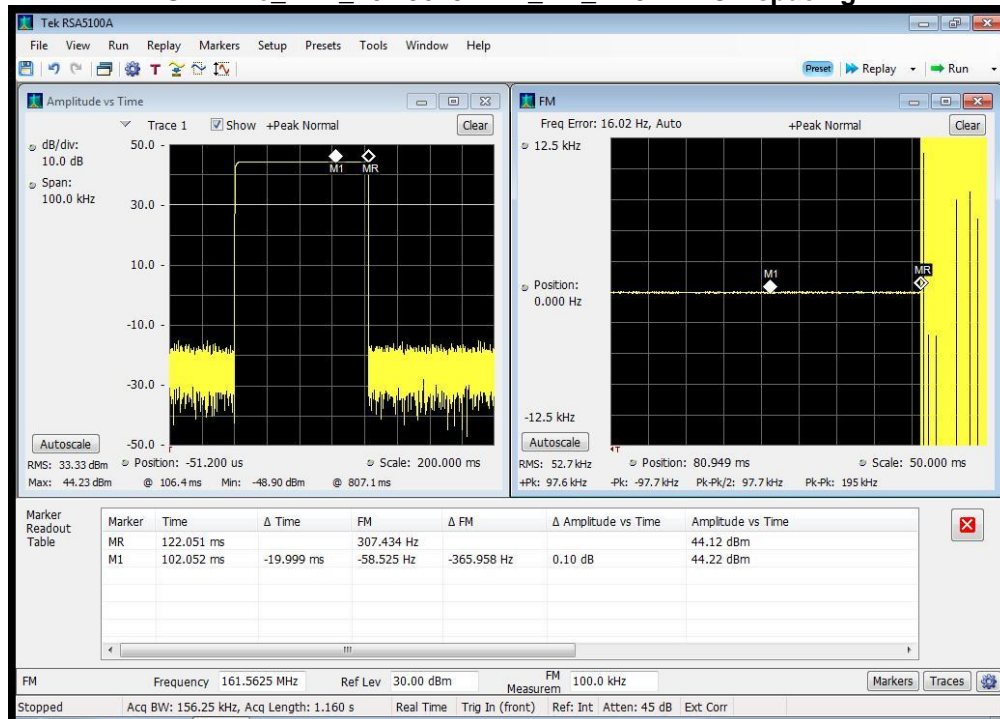 Tek RSA5100A
File View Run Replay Markers Setup Presets Tools Window Help
Preset Replay Run
Amplitude vs Time
Trace 1 Show +Peak Normal Clear
dB/div:
10.0 dB
Span:
100.0 kHz
50.0
30.0
10.0
-10.0
-30.0
-50.0
M1 MR
Autoscale
Position: -51.200 us Scale: 200.000 ms
RMS: 33.33 dBm
Max: 44.23 dBm @ 106.4 ms Min: -48.90 dBm @ 807.1 ms
FM
Freq Error: 16.02 Hz, Auto +Peak Normal Clear
12.5 kHz
Position:
0.000 Hz
-12.5 kHz
M1 MR
Autoscale
+T
RMS: 52.7 kHz Position: 80.949 ms Scale: 50.000 ms
+Pk: 97.6 kHz -Pk: -97.7 kHz Pk-Pk/2: 97.7 kHz Pk-Pk: 195 kHz
Marker Readout Table
Marker Time Δ Time FM Δ FM Δ Amplitude vs Time Amplitude vs Time
MR 122.051 ms 307.434 Hz 44.12 dBm
M1 102.052 ms -19.999 ms -58.525 Hz -365.958 Hz 0.10 dB 44.22 dBm
FM Frequency 161.5625 MHz Ref Lev 30.00 dBm FM Measurem 100.0 kHz Markers Traces
Stopped Acq BW: 156.25 kHz, Acq Length: 1.160 s Real Time Trig In (front) Ref: Int Atten: 45 dB Ext Corr